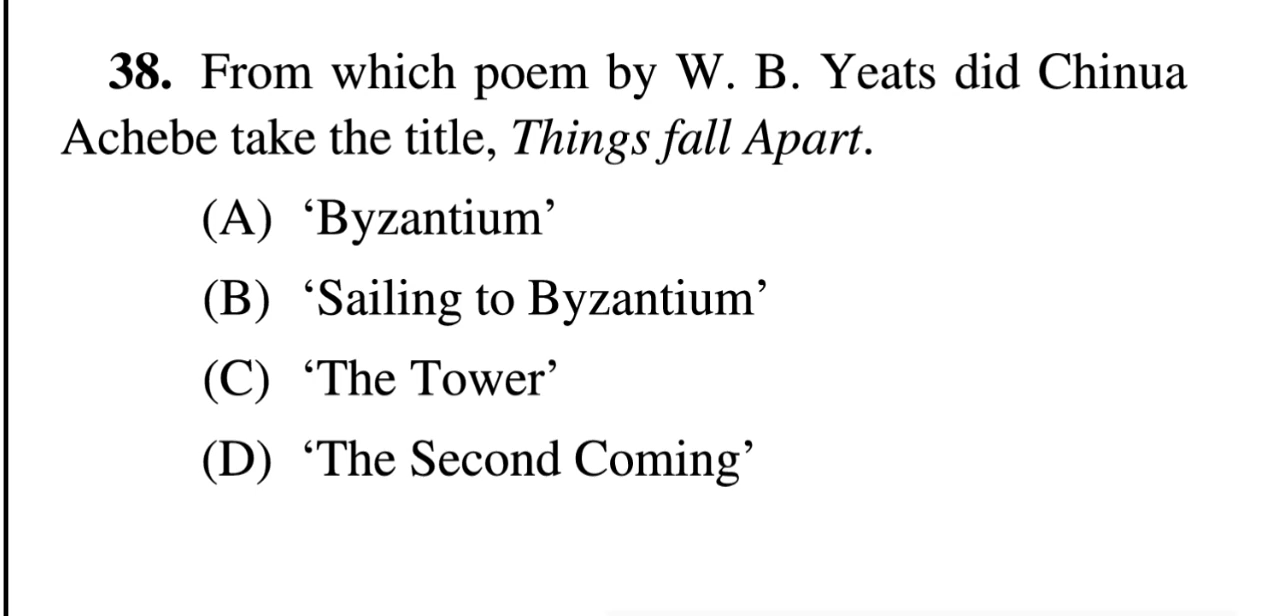 38. From which poem by W. B. Yeats did Chinua
Achebe take the title, Things fall Apart.
(A) ‘Byzantium’
(B) ‘Sailing to Byzantium’
(C) ‘The Tower’
(D) ‘The Second Coming’